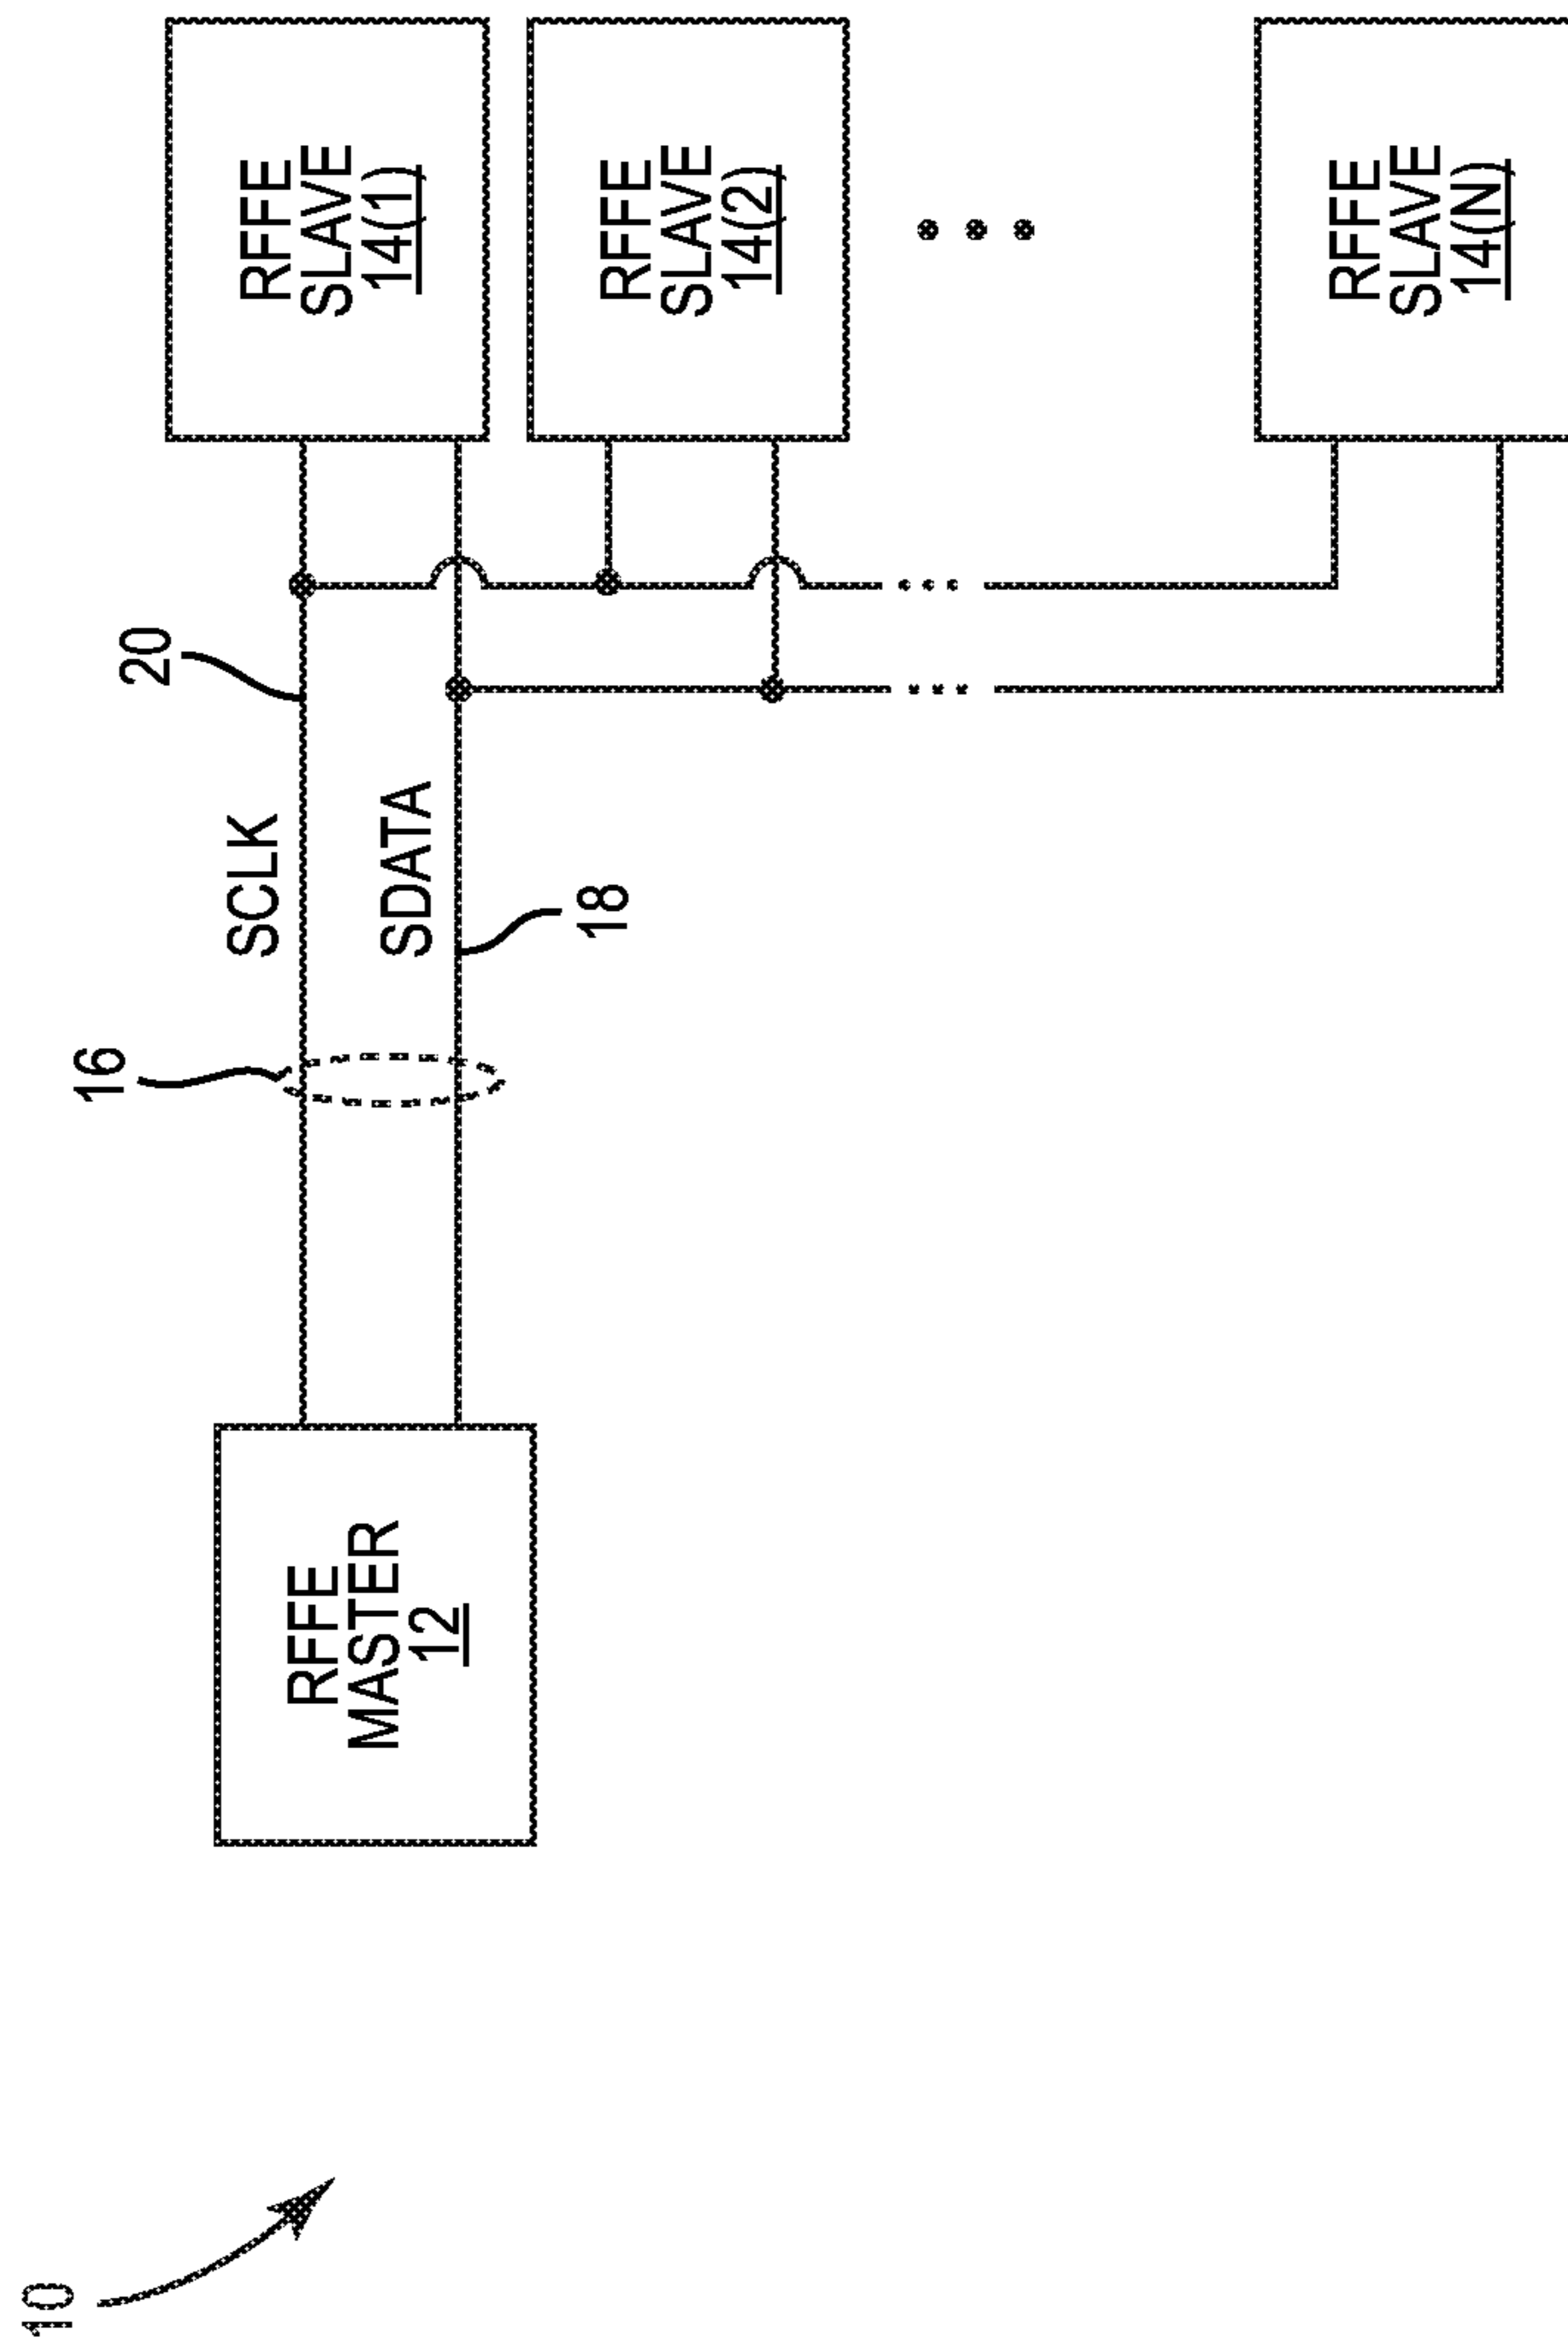 10
RFFE
MASTER
12
16
SCLK
SDATA
18
20
RFFE
SLAVE
14(1)
RFFE
SLAVE
14(2)
RFFE
SLAVE
14(N)